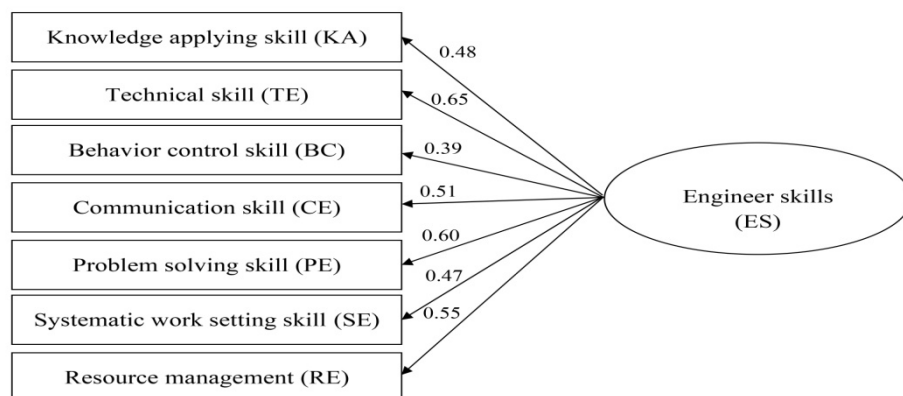 Knowledge applying skill (KA)
0.48
Technical skill (TE)
0.65
Behavior control skill (BC)
0.39
Communication skill (CE)
0.51
Engineer skills
(ES)
Problem solving skill (PE)
0.60
Systematic work setting skill (SE)
0.47
0.55
Resource management (RE)